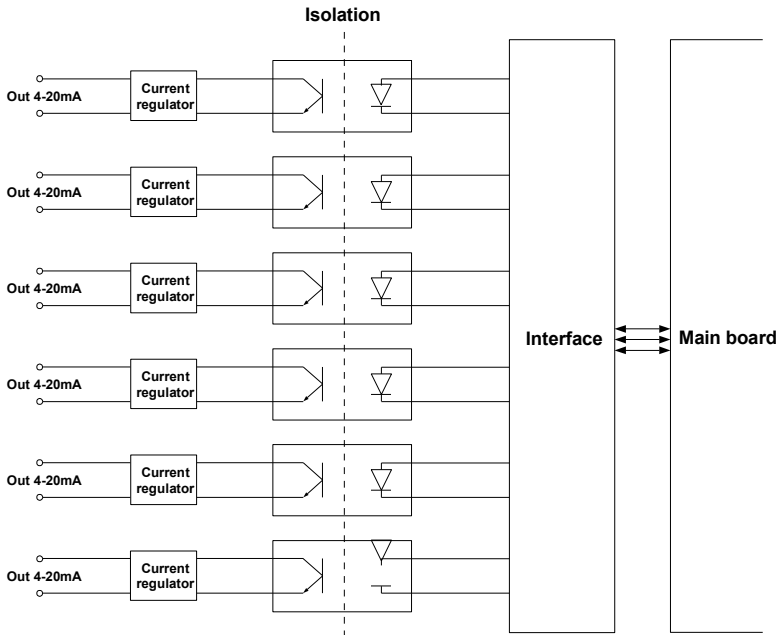 Isolation
Out 4-20mA
Current
regulator
Out 4-20mA
Current
regulator
Out 4-20mA
Current
regulator
Interface
Main board
Out 4-20mA
Current
regulator
Out 4-20mA
Current
regulator
Out 4-20mA
Current
regulator